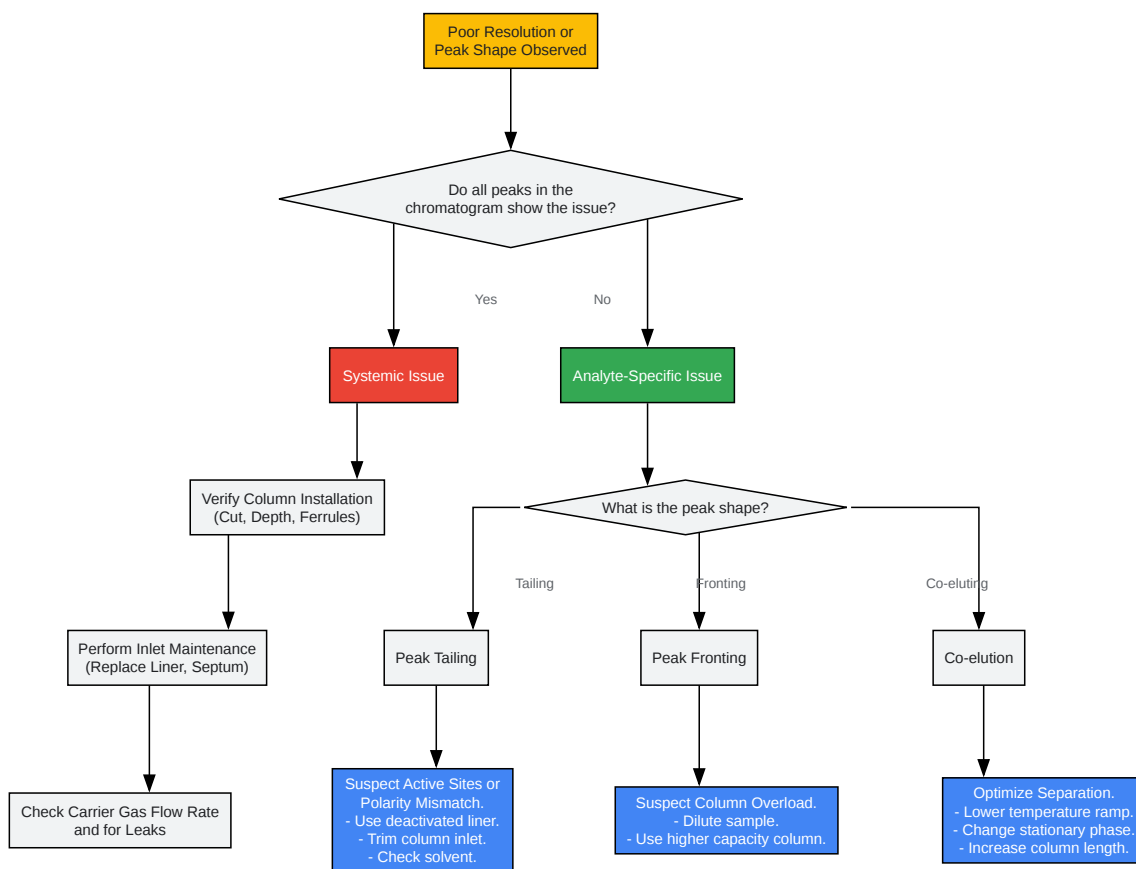 Poor Resolution or
Peak Shape Observed
Do all peaks in the
chromatogram show the issue?
Yes
No
Systemic Issue
Analyte-Specific Issue
Verify Column Installation
(Cut, Depth, Ferrules)
What is the peak shape?
Tailing
Fronting
Co-eluting
Perform Inlet Maintenance
(Replace Liner, Septum)
Peak Tailing
Peak Fronting
Co-elution
Check Carrier Gas Flow Rate
and for Leaks
Suspect Active Sites or
Polarity Mismatch.
- Use deactivated liner.
- Trim column inlet.
- Check solvent.
Suspect Column Overload.
- Dilute sample.
- Use higher capacity column.
Optimize Separation.
- Lower temperature ramp.
- Change stationary phase.
- Increase column length.